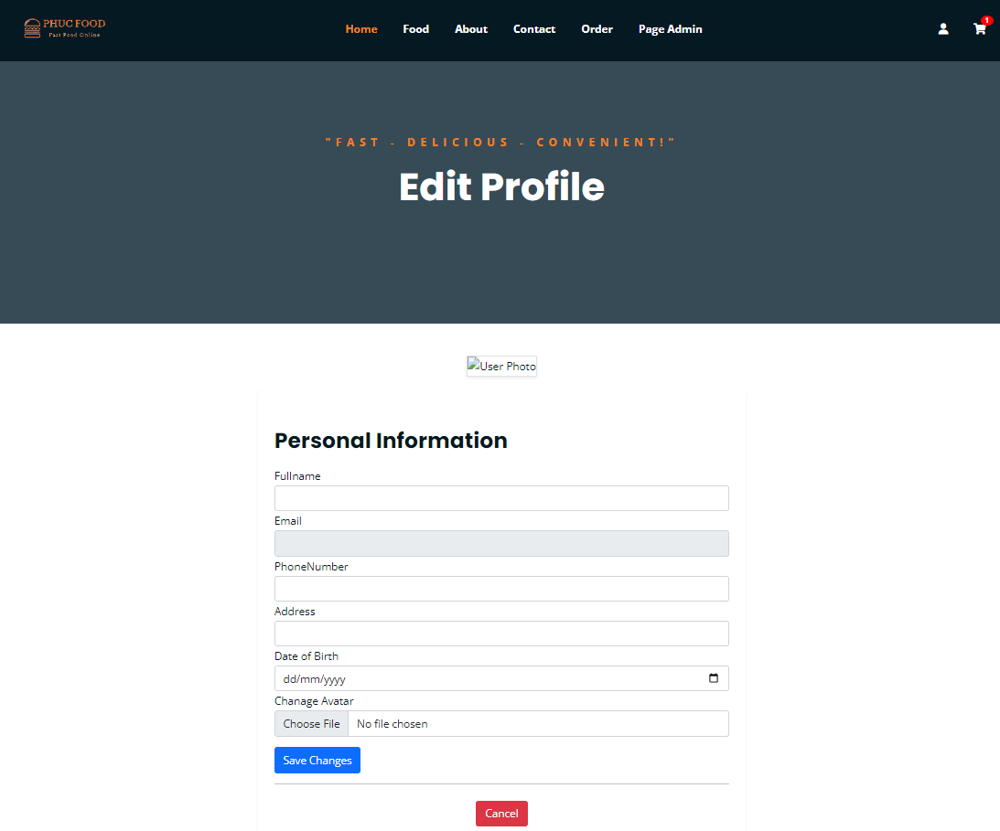 PHUC FOOD
Fast Food Online
Home Food About Contact Order Page Admin
1
"FAST - DELICIOUS - CONVENIENT!"
Edit Profile
User Photo
Personal Information
Fullname
Email
PhoneNumber
Address
Date of Birth
dd/mm/yyyy
Chanage Avatar
Choose File No file chosen
Save Changes
Cancel